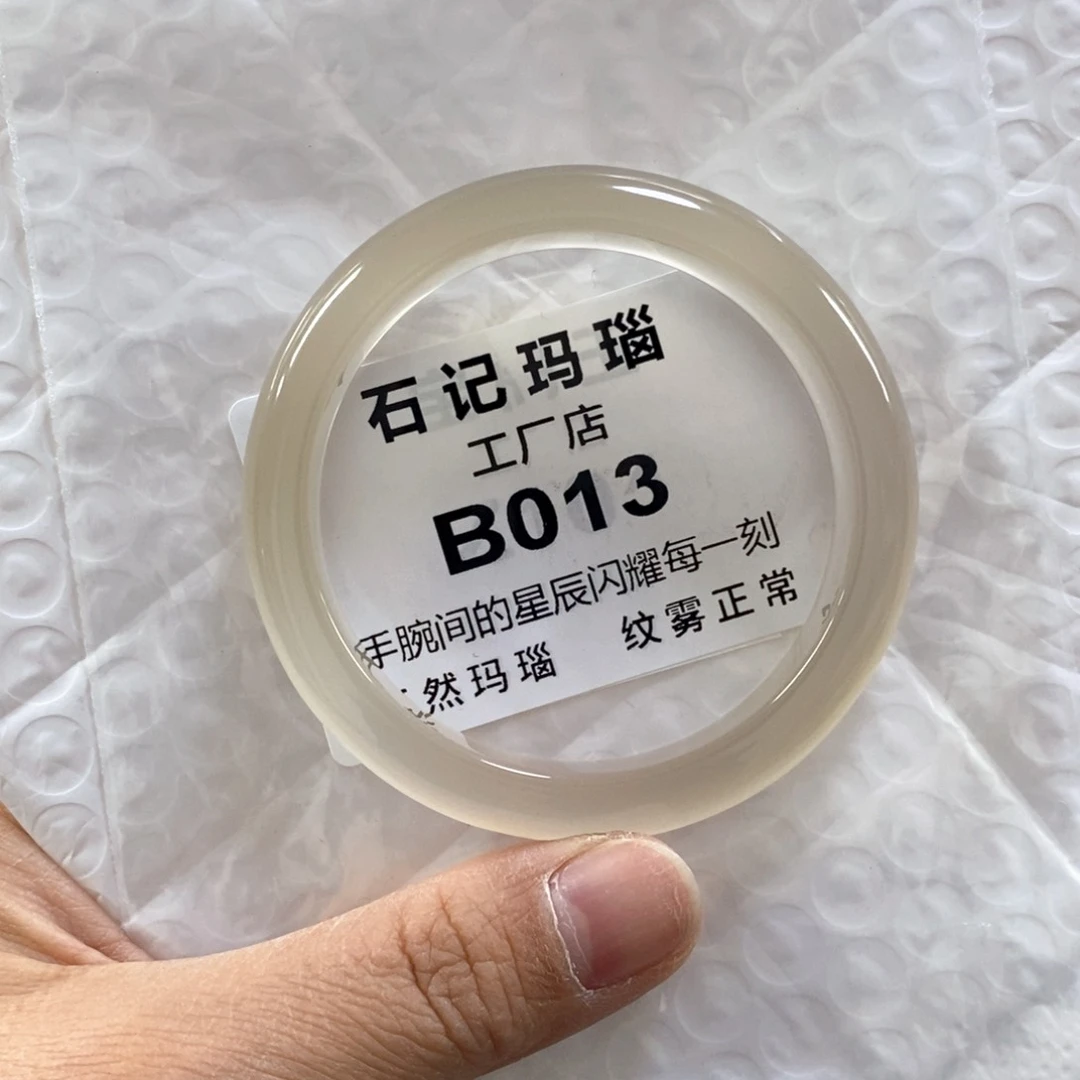 石记玛瑙
工厂店
B013
手腕间的星辰闪耀每一刻
然玛瑙 纹雾正常